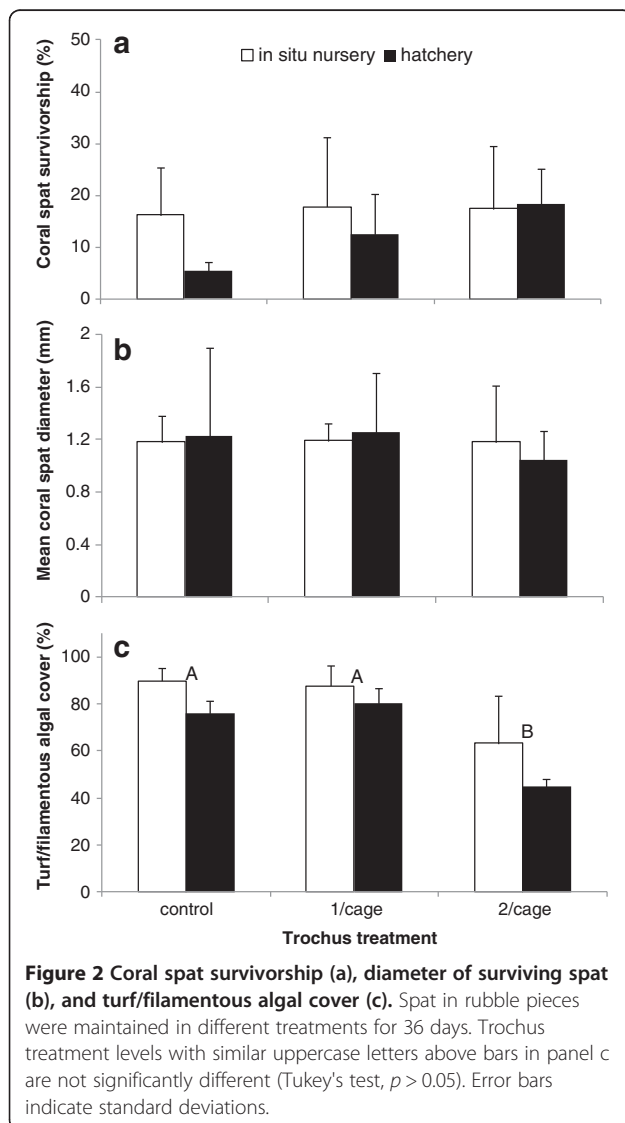 a
in situ nursery hatchery
Coral spat survivorship (%)
50
40
30
20
10
0
b
Mean coral spat diameter (mm)
2
1.6
1.2
0.8
0.4
0
c
Turf/filamentous algal cover (%)
100
80
60
40
20
0
A
A
B
control 1/cage 2/cage
Trochus treatment
Figure 2 Coral spat survivorship (a), diameter of surviving spat
(b), and turf/filamentous algal cover (c). Spat in rubble pieces
were maintained in different treatments for 36 days. Trochus
treatment levels with similar uppercase letters above bars in panel c
are not significantly different (Tukey's test, p > 0.05). Error bars
indicate standard deviations.